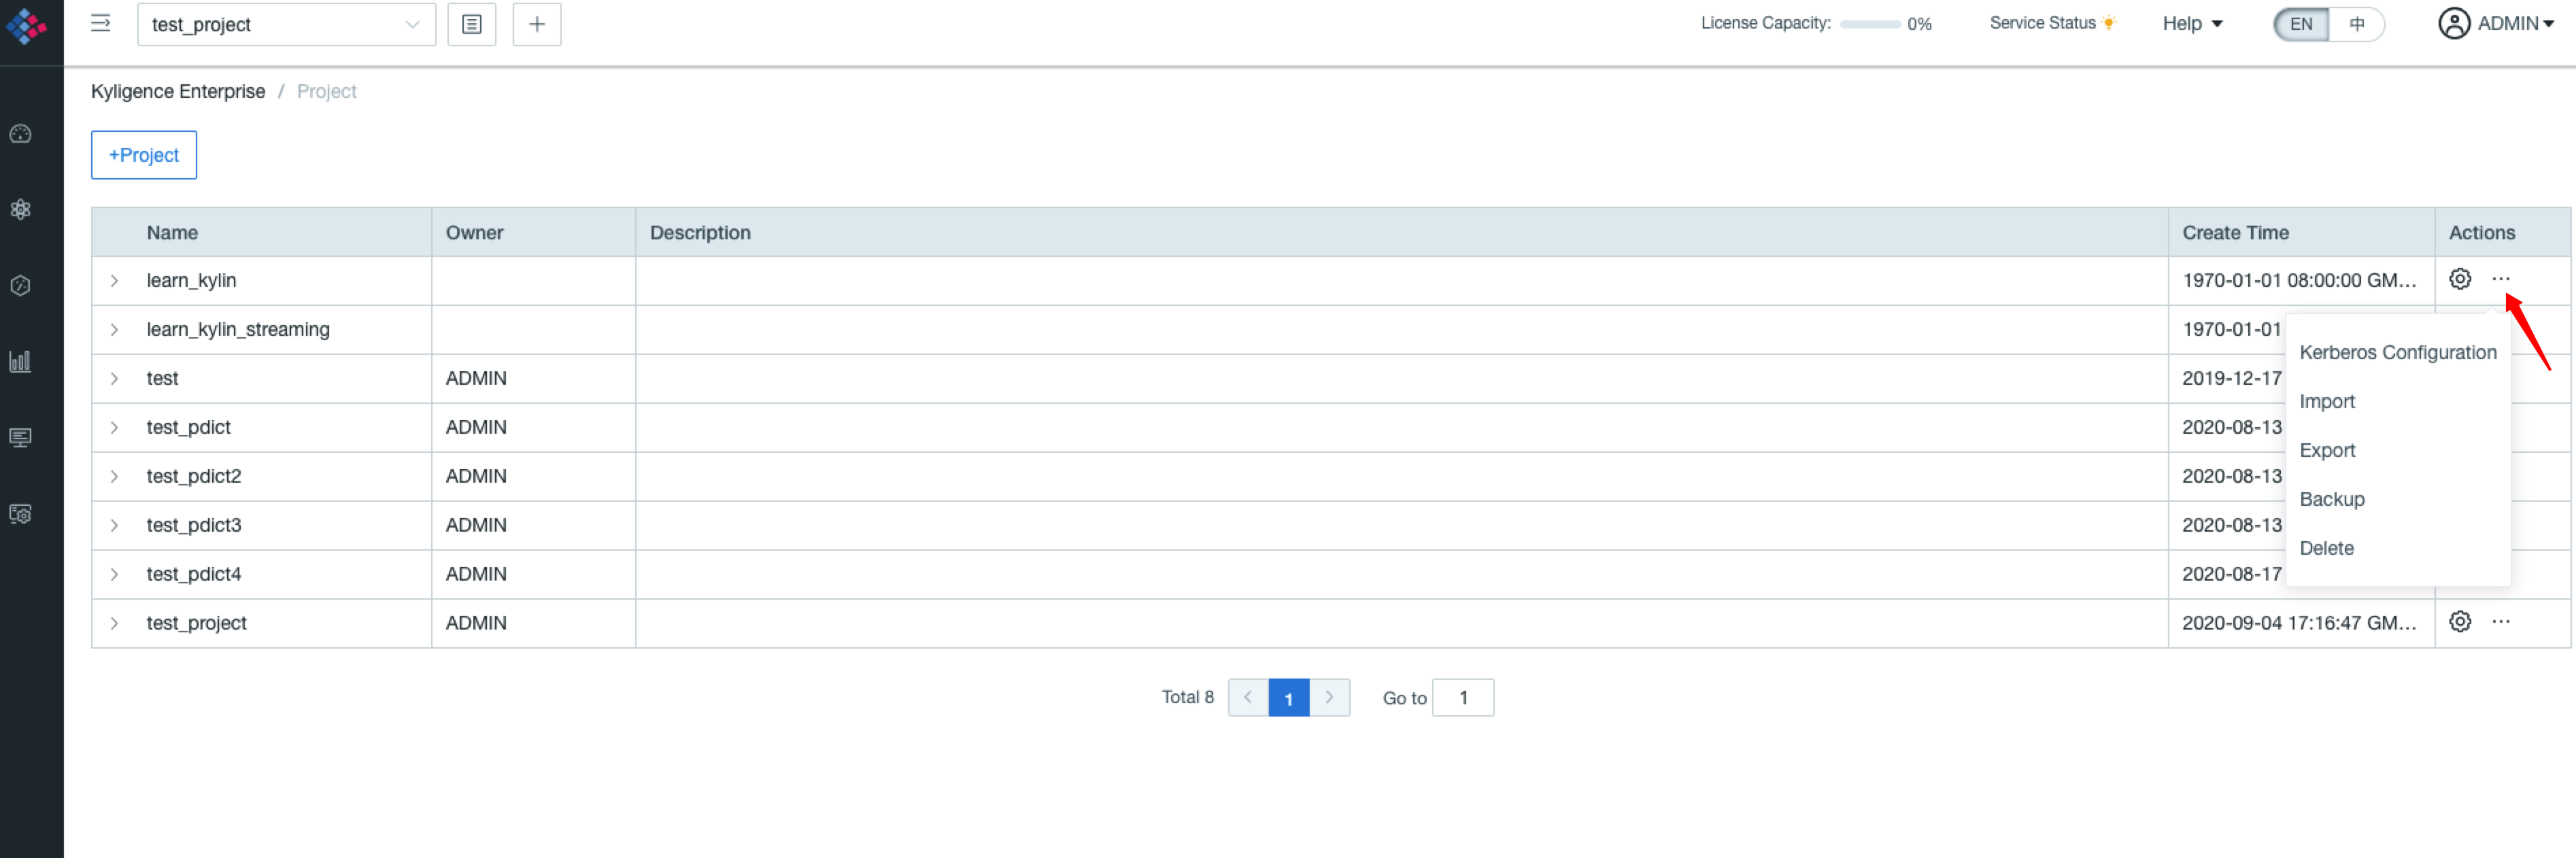 test_project
License Capacity: 0% Service Status Help EN 中 ADMIN
Kyligence Enterprise / Project
+Project
Name Owner Description Create Time Actions
learn_kylin 1970-01-01 08:00:00 GM... ...
learn_kylin_streaming 1970-01-01
test ADMIN 2019-12-17
test_pdict ADMIN 2020-08-13
test_pdict2 ADMIN 2020-08-13
test_pdict3 ADMIN 2020-08-13
test_pdict4 ADMIN 2020-08-17
test_project ADMIN 2020-09-04 17:16:47 GM... ...
Kerberos Configuration
Import
Export
Backup
Delete
Total 8 < 1 > Go to 1